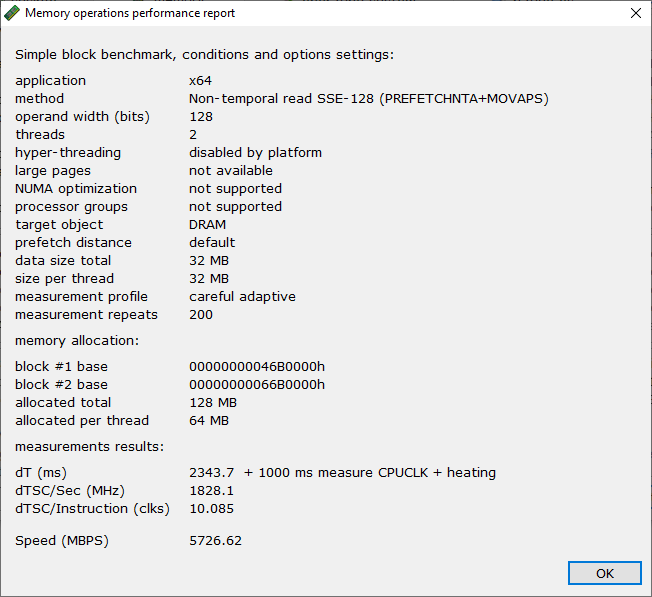 Memory operations performance report
Simple block benchmark, conditions and options settings:
application x64
method Non-temporal read SSE-128 (PREFETCHNTA+MOVAPS)
operand width (bits) 128
threads 2
hyper-threading disabled by platform
large pages not available
NUMA optimization not supported
processor groups not supported
target object DRAM
prefetch distance default
data size total 32 MB
size per thread 32 MB
measurement profile careful adaptive
measurement repeats 200
memory allocation:
block #1 base 00000000046B0000h
block #2 base 00000000066B0000h
allocated total 128 MB
allocated per thread 64 MB
measurements results:
dT (ms) 2343.7 + 1000 ms measure CPUCLK + heating
dTSC/Sec (MHz) 1828.1
dTSC/Instruction (clks) 10.085
Speed (MBPS) 5726.62
OK